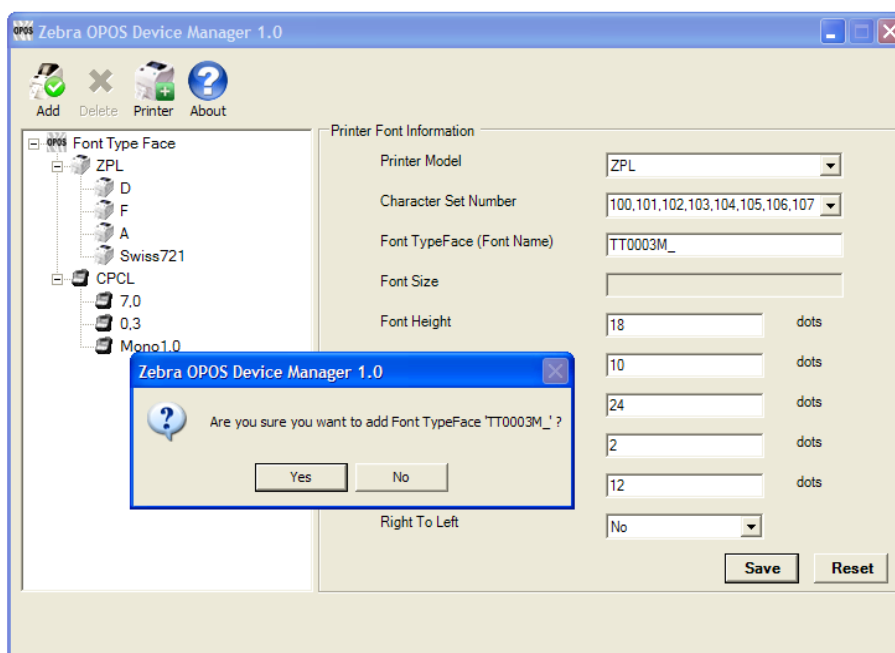 OPOS Zebra OPOS Device Manager 1.0
Add Delete Printer About
OPOS Font Type Face
ZPL
D
F
A
Swiss721
CPCL
7,0
0,3
Mono1,0
Printer Font Information
Printer Model ZPL
Character Set Number 100,101,102,103,104,105,106,107
Font TypeFace (Font Name) TT0003M_
Font Size
Font Height 18 dots
10 dots
24 dots
2 dots
12 dots
Right To Left No
Save Reset
Zebra OPOS Device Manager 1.0
Are you sure you want to add Font TypeFace 'TT0003M_' ?
Yes No